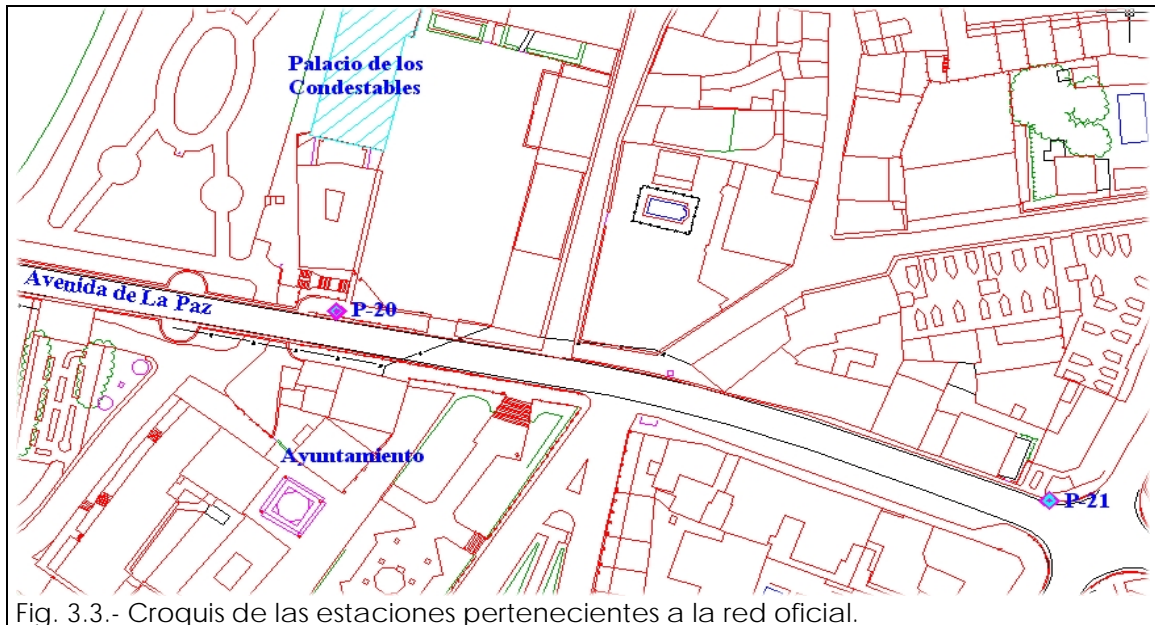 Palacio de los
Condestables
Avenida de La Paz
P-20
Ayuntamiento
P-21
Fig. 3.3.- Croquis de las estaciones pertenecientes a la red oficial.